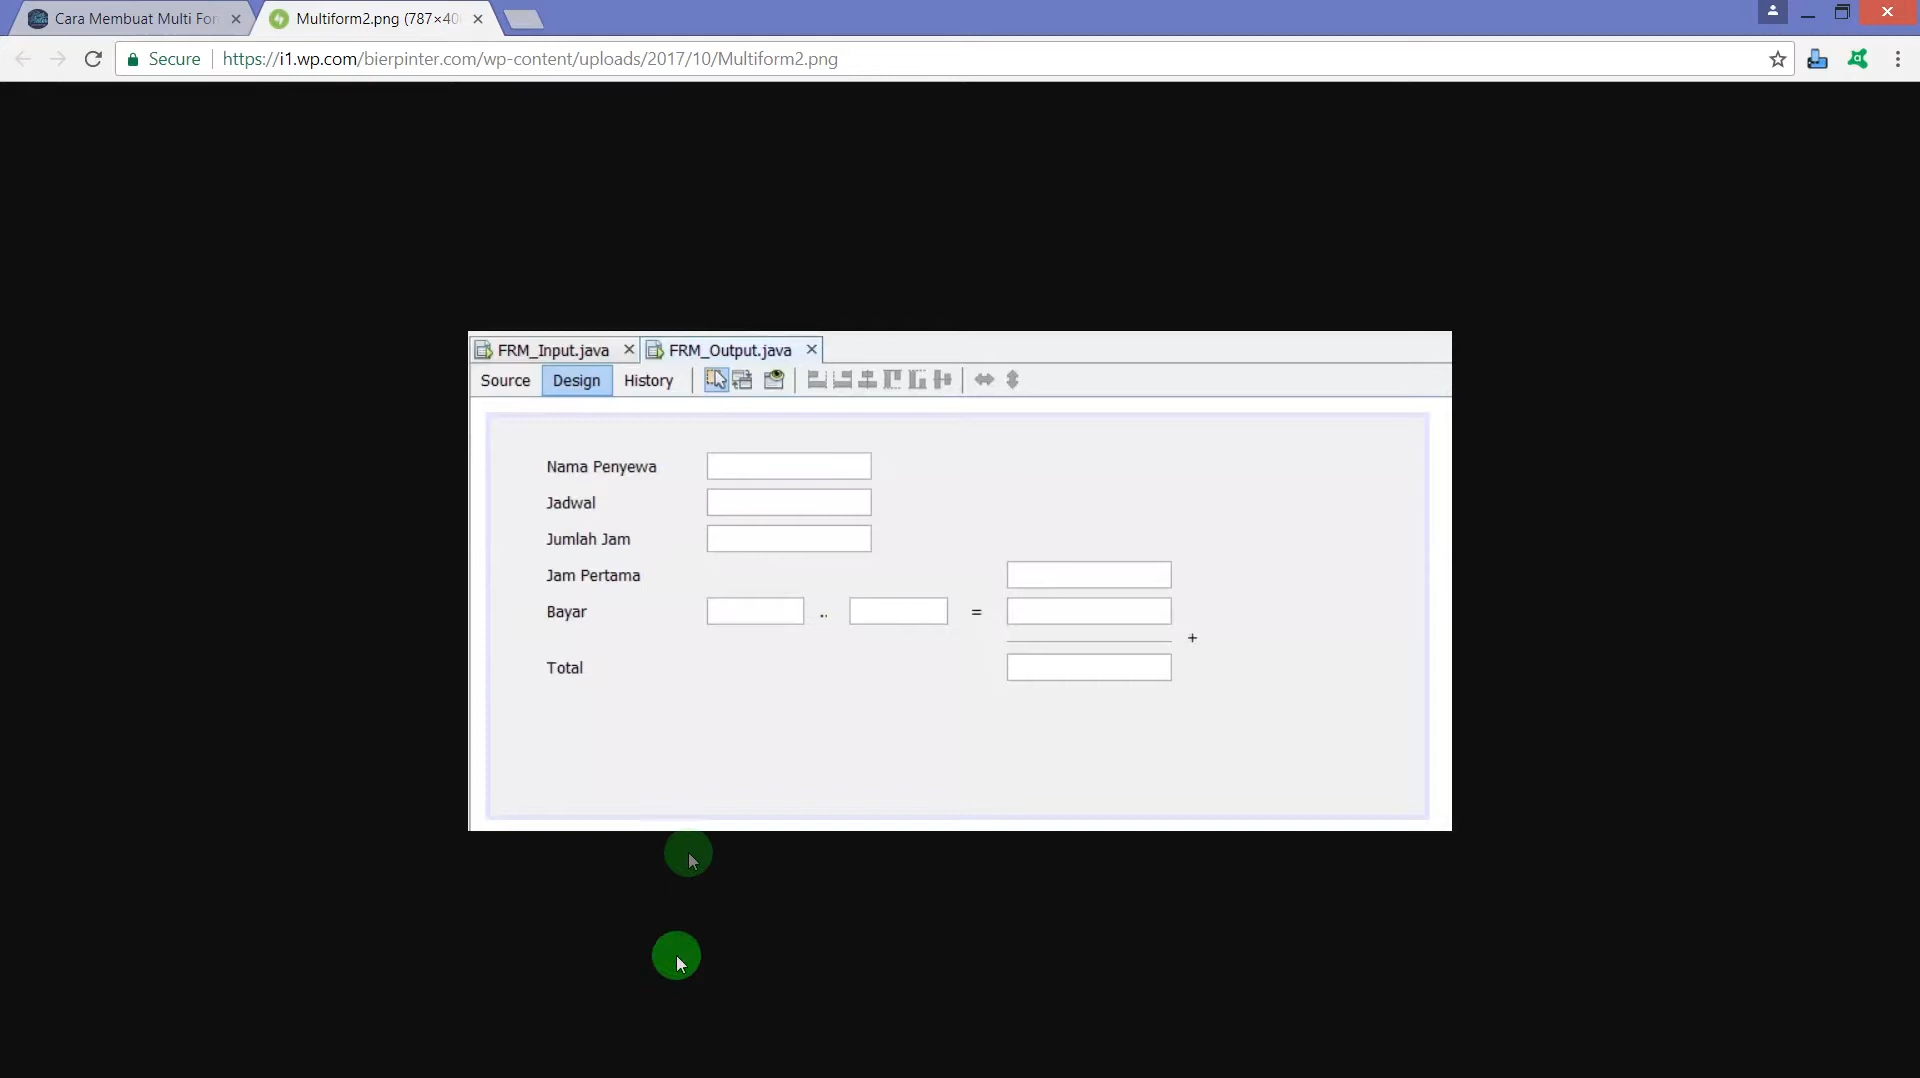 Cara Membuat Multi For
Multiform2.png (787×40
Secure
https://i1.wp.com/bierpinter.com/wp-content/uploads/2017/10/Multiform2.png
FRM_Input.java
FRM_Output.java
Source Design History
Nama Penyewa
Jadwal
Jumlah Jam
Jam Pertama
Bayar .. =
+
Total